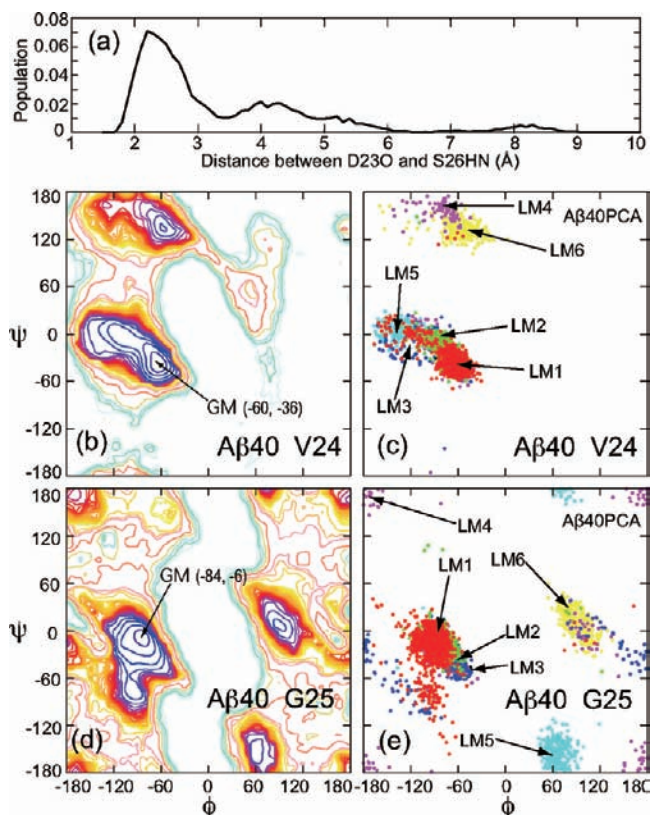 (a)
Population
0.08
0.06
0.04
0.02
0
1 2 3 4 5 6 7 8 9 10
Distance between D23O and S26HN (Å)
180
120
60
0
-60
-120
-180
Ψ
GM (-60, -36)
(b) Aβ40 V24
LM4
Aβ40PCA
LM6
LM5
LM2
LM1
LM3
(c) Aβ40 V24
180
120
60
0
-60
-120
-180
Ψ
GM (-84, -6)
(d) Aβ40 G25
-180 -120 -60 0 60 120 180
Φ
Aβ40PCA
LM4
LM1
LM6
LM2
LM3
(e) Aβ40 G25
LM5
-180 -120 -60 0 60 120 180
Φ